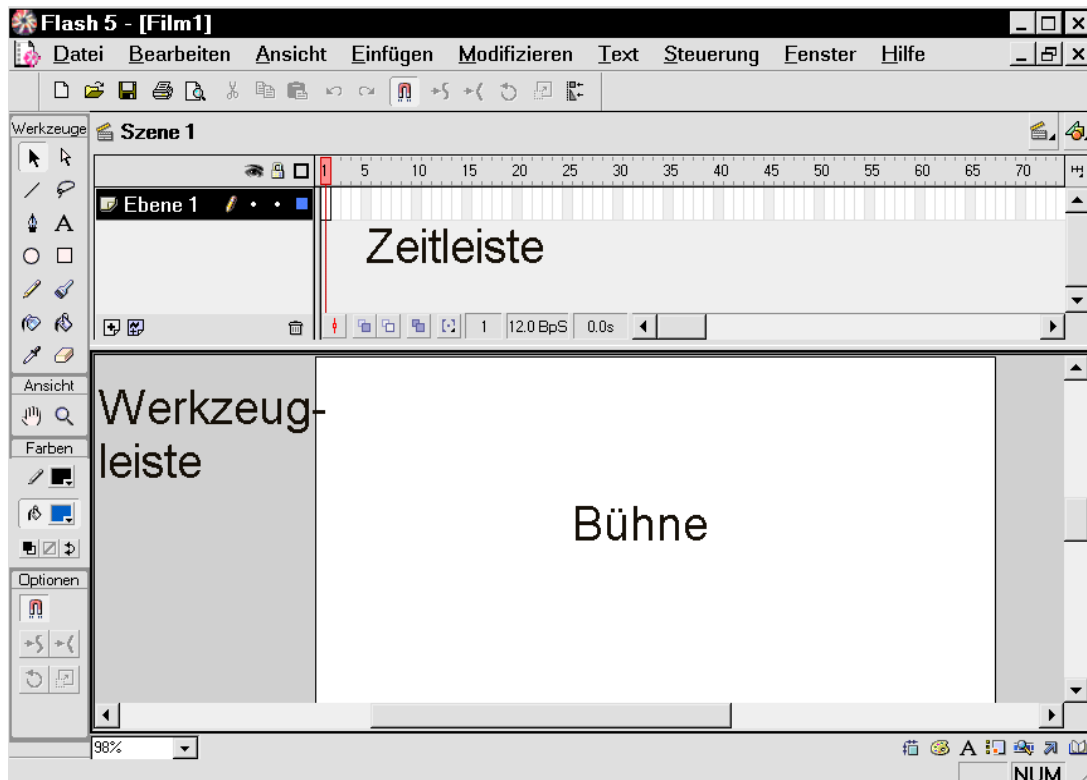 Flash 5 - [Film1]
Datei Bearbeiten Ansicht Einfügen Modifizieren Text Steuerung Fenster Hilfe
Werkzeuge
Szene 1
1 5 10 15 20 25 30 35 40 45 50 55 60 65 70
Ebene 1
Zeitleiste
1 12.0 BpS 0.0s
Ansicht
Werkzeug-
leiste
Farben
Bühne
Optionen
98%
NUM